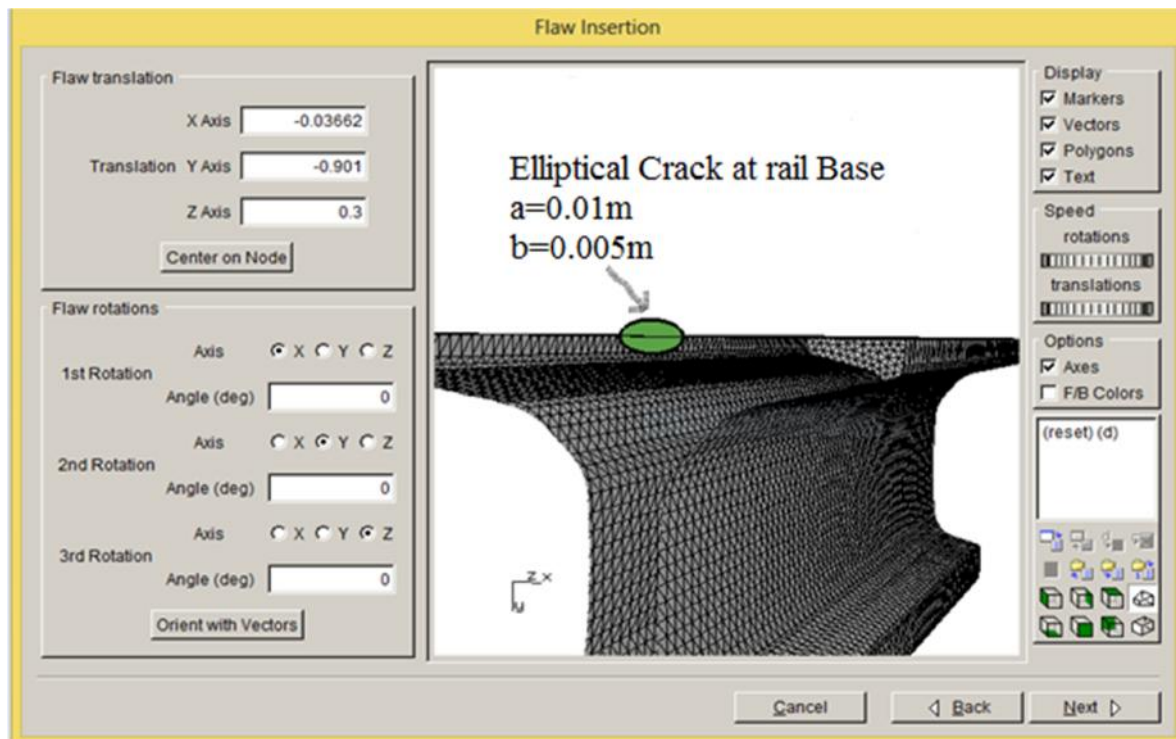 Flaw Insertion
Flaw translation
X Axis -0.03662
Translation Y Axis -0.901
Z Axis 0.3
Center on Node
Flaw rotations
Axis X Y Z
1st Rotation
Angle (deg) 0
Axis X Y Z
2nd Rotation
Angle (deg) 0
Axis X Y Z
3rd Rotation
Angle (deg) 0
Orient with Vectors
Elliptical Crack at rail Base
a=0.01m
b=0.005m
z_x
y
Display
Markers
Vectors
Polygons
Text
Speed
rotations
translations
Options
Axes
F/B Colors
(reset) (d)
Cancel
Back
Next